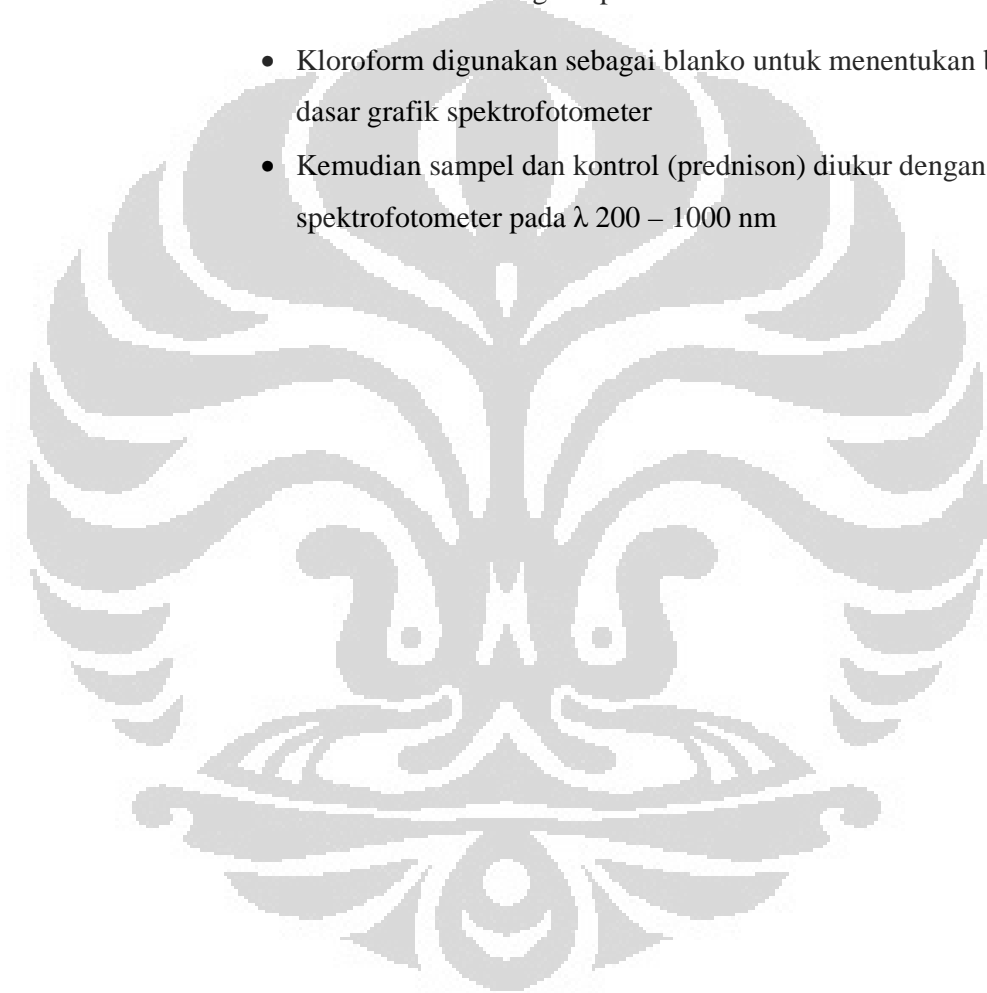 • Kloroform digunakan sebagai blanko untuk menentukan
dasar grafik spektrofotometer
• Kemudian sampel dan kontrol (prednison) diukur dengan
spektrofotometer pada λ 200 – 1000 nm